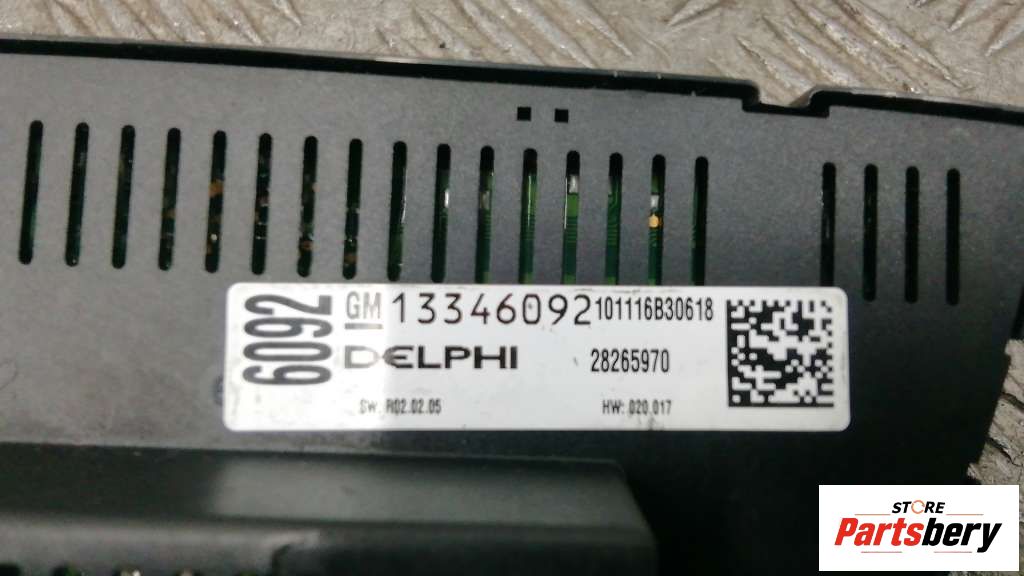 6092
GM 13346092 101116B30618
DELPHI 28265970
SW: R02.02.05 HW: 020.017
STORE
Partsbery